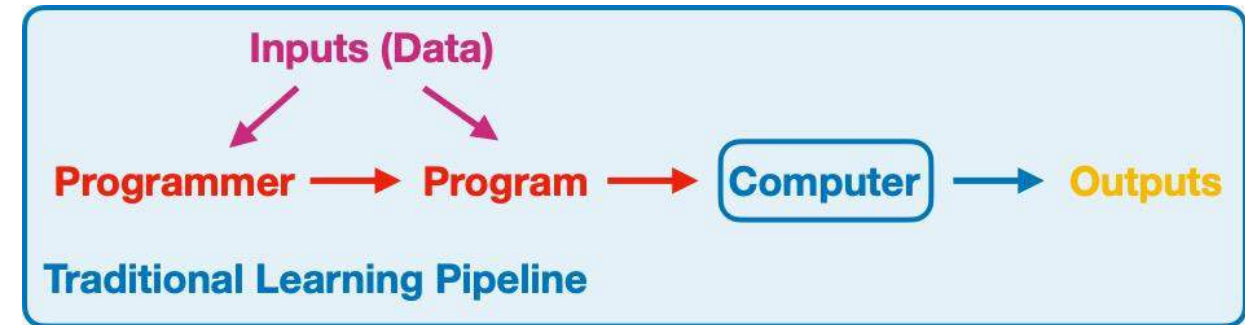 Inputs (Data)
Programmer Program Computer Outputs
Traditional Learning Pipeline